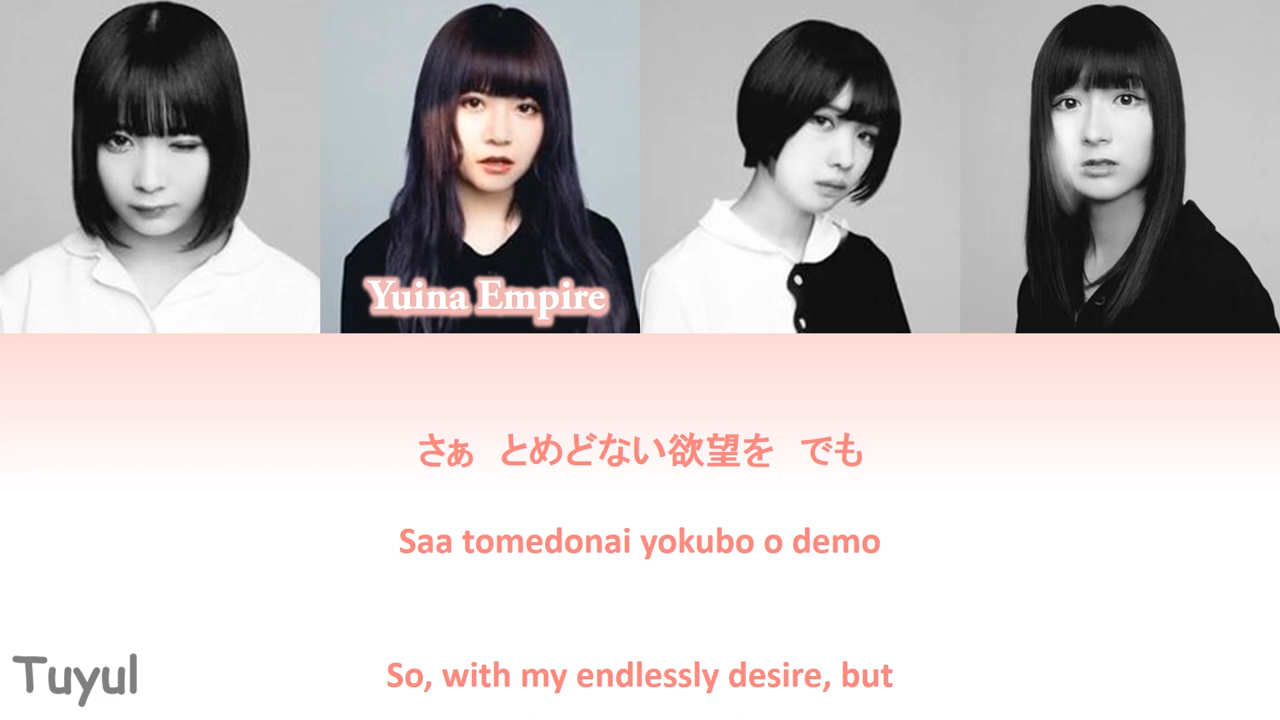 Yuina Empire
さぁ とめどない欲望を でも
Saa tomedonai yokubo o demo
So, with my endlessly desire, but
Tuyul